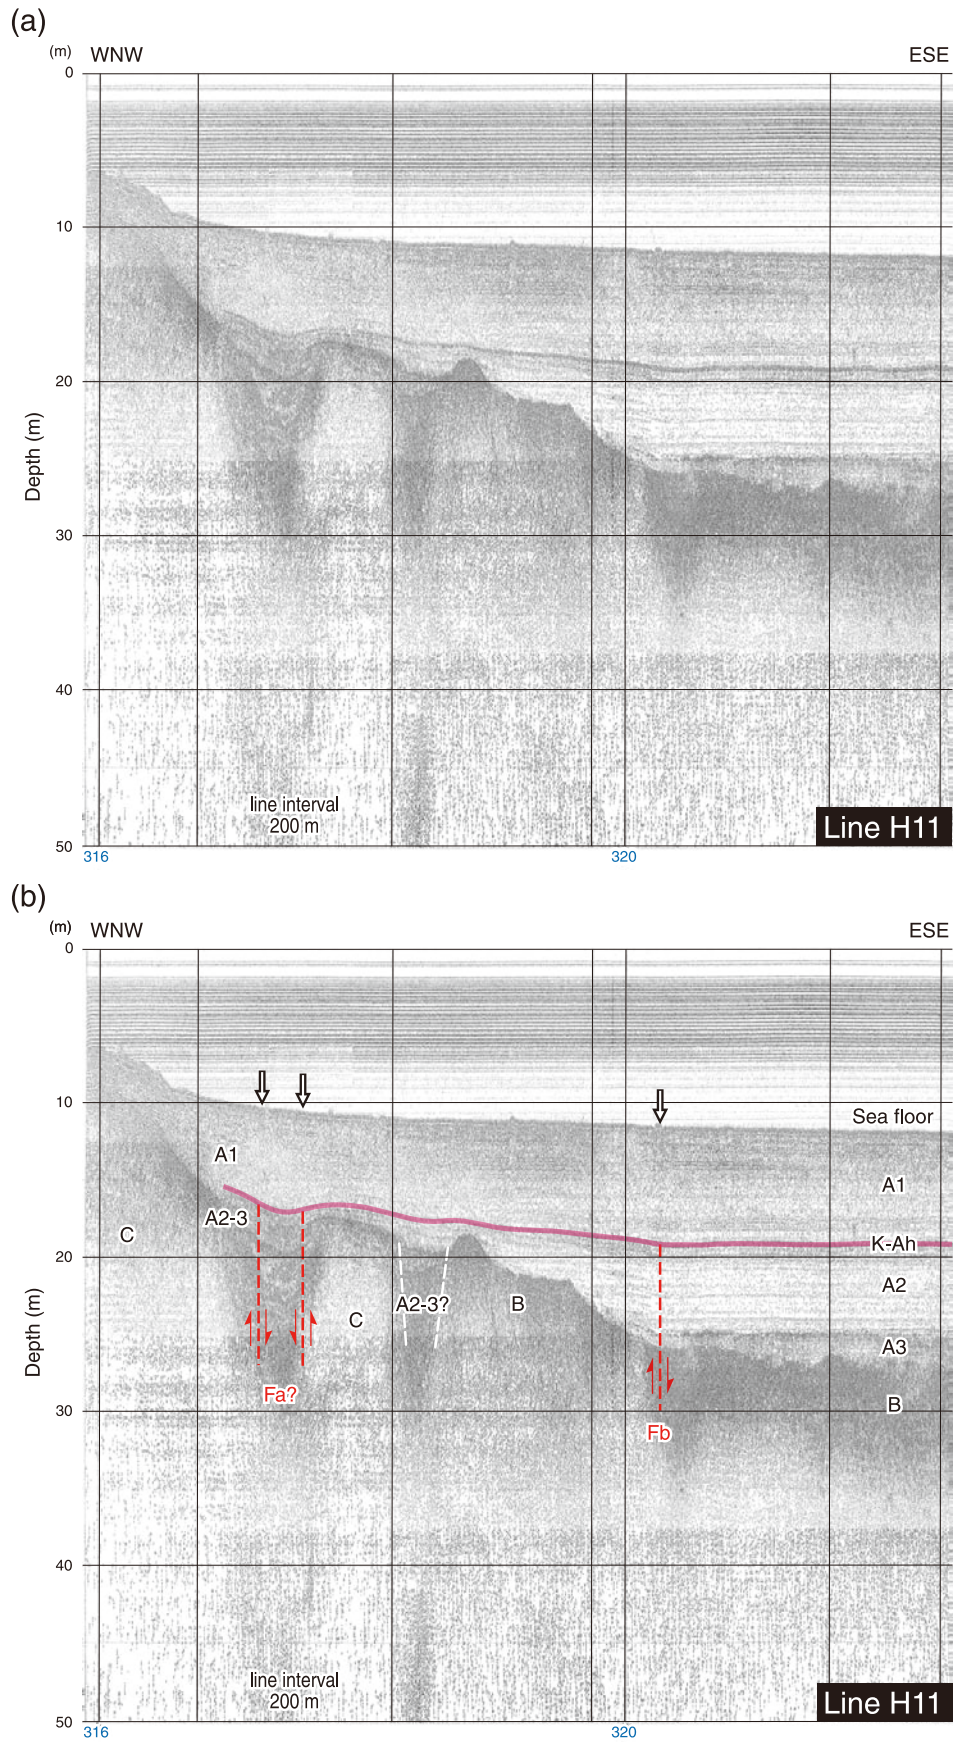 (a)
(m) WNW ESE
0
10
20
Depth (m)
30
40
line interval
200 m
Line H11
50
316 320
(b)
(m) WNW ESE
0
10
Sea floor
A1
A1
A2-3
C
K-Ah
20
A2
A2-3?
B
C
Depth (m)
A3
Fa?
B
30
Fb
40
line interval
200 m
Line H11
50
316 320